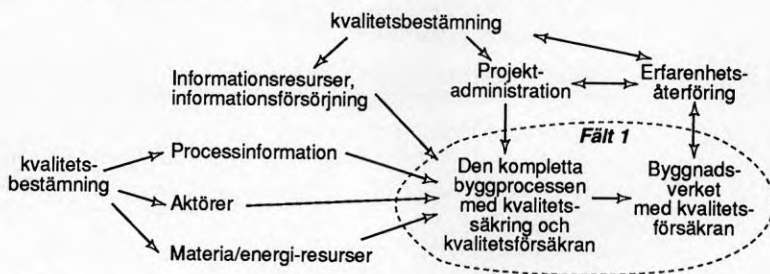 kvalitetsbestämning
Informationsresurser,
informationsförsörjning
Projekt-
administration
Erfarenhets-
återföring
Fält 1
kvalitets-
bestämning
Processinformation
Aktörer
Materia/energi-resurser
Den kompletta
byggprocessen
med kvalitets-
säkring och
kvalitetsförsäkran
Byggnads-
verket
med kvalitets-
försäkran